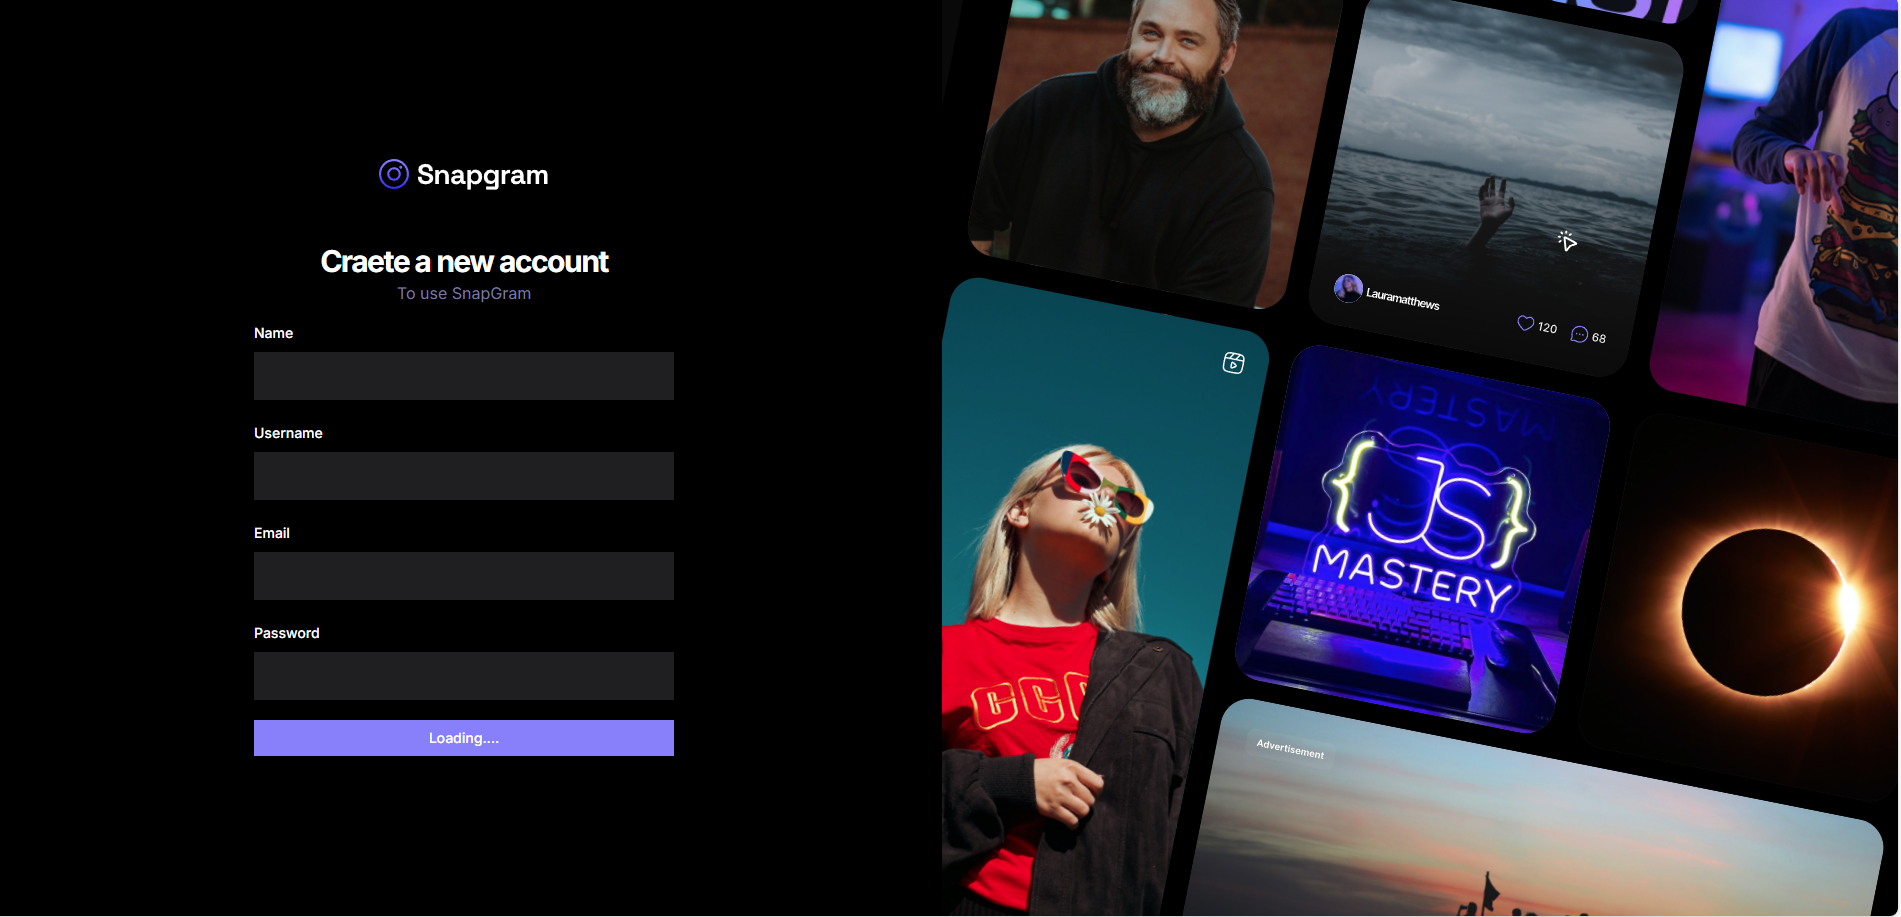 Snapgram
Craete a new account
To use SnapGram
Name
Username
Email
Password
Loading....
Lauramatthews
120
68
MASTERY
{JS}
MASTERY
CCC
Advertisement